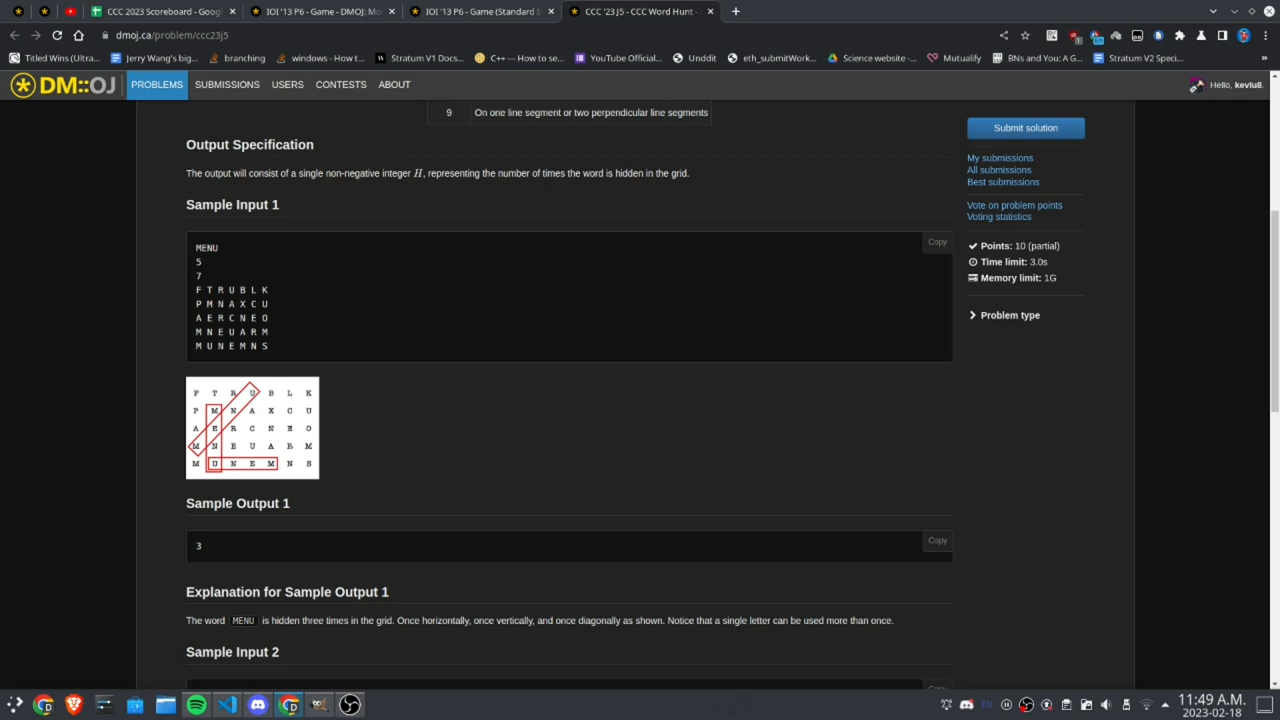 CCC 2023 Scoreboard - Goog
IOI '13 P6 - Game - DMOJ: Mo
IOI '13 P6 - Game (Standard I
CCC '23 J5 - CCC Word Hunt -
dmoj.ca/problem/ccc23j5
Titled Wins (Ultra...
Jerry Wang's big...
branching
windows - How t...
Stratum V1 Docs...
C++ — How to se...
YouTube Official...
Unddit
eth_submitWork...
Science website -...
Mutualify
BNs and You: A G...
Stratum V2 Speci...
»
DM::OJ
PROBLEMS
SUBMISSIONS
USERS
CONTESTS
ABOUT
Hello, kevlu8.
9 On one line segment or two perpendicular line segments
Submit solution
Output Specification
My submissions
All submissions
Best submissions
The output will consist of a single non-negative integer H, representing the number of times the word is hidden in the grid.
Vote on problem points
Voting statistics
Sample Input 1
Copy
MENU
5
7
F T R U B L K
P M N A X C U
A E R C N E O
M N E U A R M
M U N E M N S
Points: 10 (partial)
Time limit: 3.0s
Memory limit: 1G
Problem type
F T R U B L K
P M N A X C U
A E R C N E O
M N E U A R M
M U N E M N S
Sample Output 1
Copy
3
Explanation for Sample Output 1
The word MENU is hidden three times in the grid. Once horizontally, once vertically, and once diagonally as shown. Notice that a single letter can be used more than once.
Sample Input 2
Copy
EN
11:49 A.M.
2023-02-18